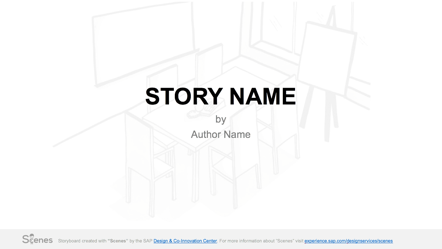 STORY NAME
by
Author Name
Scenes Storyboard created with "Scenes" by the SAP Design & Co-Innovation Center. For more information about "Scenes" visit experience.sap.com/designservices/scenes